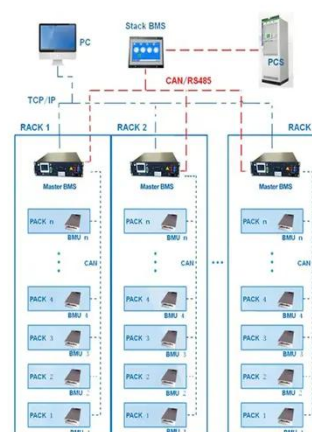 Stack BMS
PC
PCS
CAN/RS485
TCP/IP
RACK 1
RACK 2
RACK
Master BMS
Master BMS
Master BMS
PACK n
PACK n
PACK n
BMU n
BMU n
BMU n
CAN
CAN
CAN
PACK 4
PACK 4
PACK 4
BMU 4
BMU 4
BMU 4
PACK 3
PACK 3
PACK 3
BMU 3
BMU 3
BMU 3
PACK 2
PACK 2
PACK 2
BMU 2
BMU 2
BMU 2
PACK 1
PACK 1
PACK 1